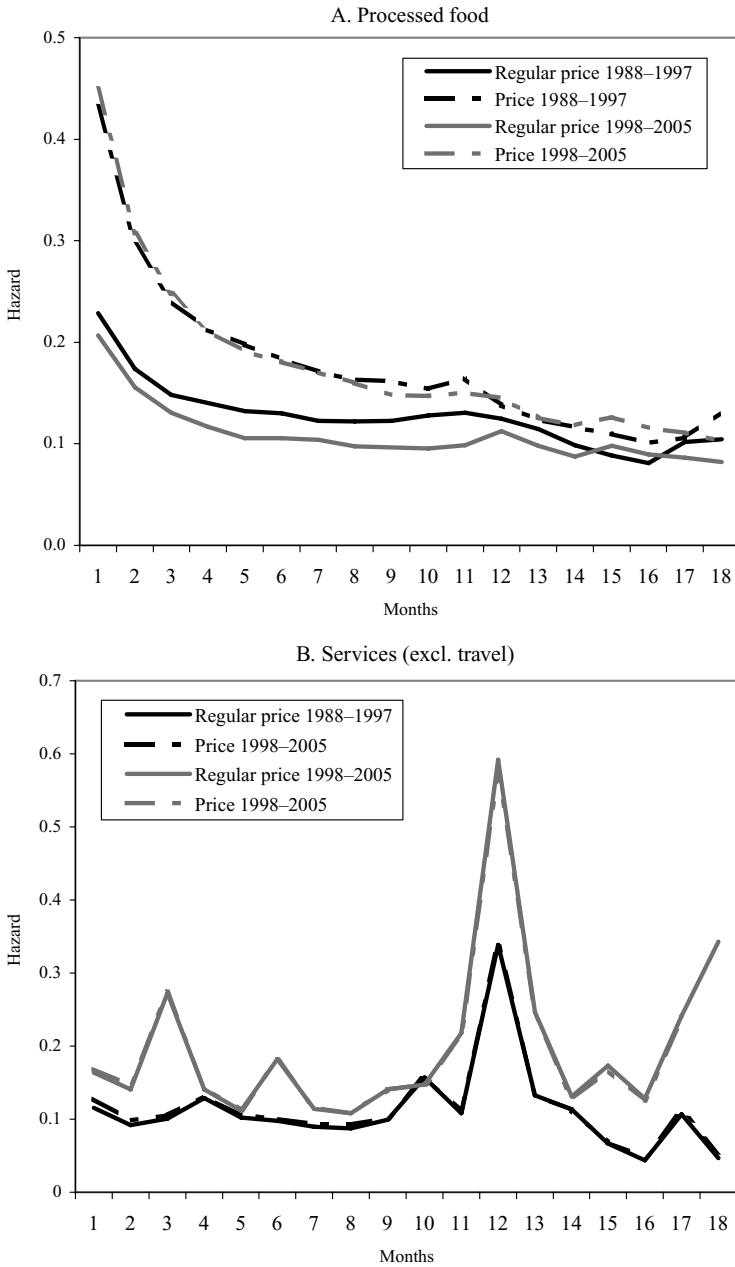 A. Processed food
0.5
Regular price 1988–1997
Price 1988–1997
Regular price 1998–2005
Price 1998–2005
0.4
0.3
Hazard
0.2
0.1
0.0
1 2 3 4 5 6 7 8 9 10 11 12 13 14 15 16 17 18
Months
B. Services (excl. travel)
0.7
Regular price 1988–1997
Price 1998–2005
Regular price 1998–2005
Price 1998–2005
0.6
0.5
0.4
Hazard
0.3
0.2
0.1
0
1 2 3 4 5 6 7 8 9 10 11 12 13 14 15 16 17 18
Months